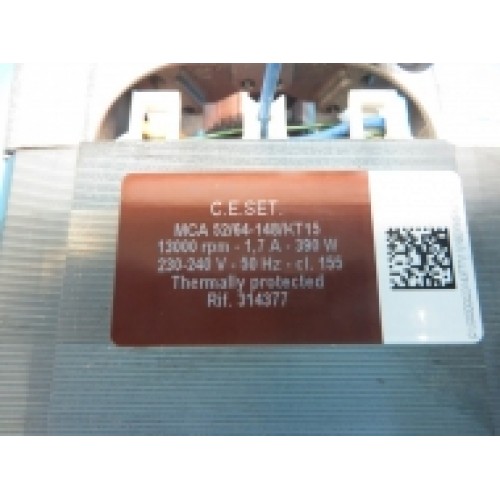 C.E.SET.
MCA 52/64-148/KT15
13000 rpm - 1,7 A - 390 W
230-240 V - 50 Hz - cl. 155
Thermally protected
Rif. 314377